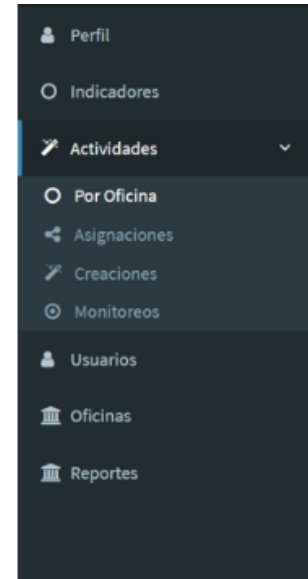 Perfil
Indicadores
Actividades
Por Oficina
Asignaciones
Creaciones
Monitoreos
Usuarios
Oficinas
Reportes